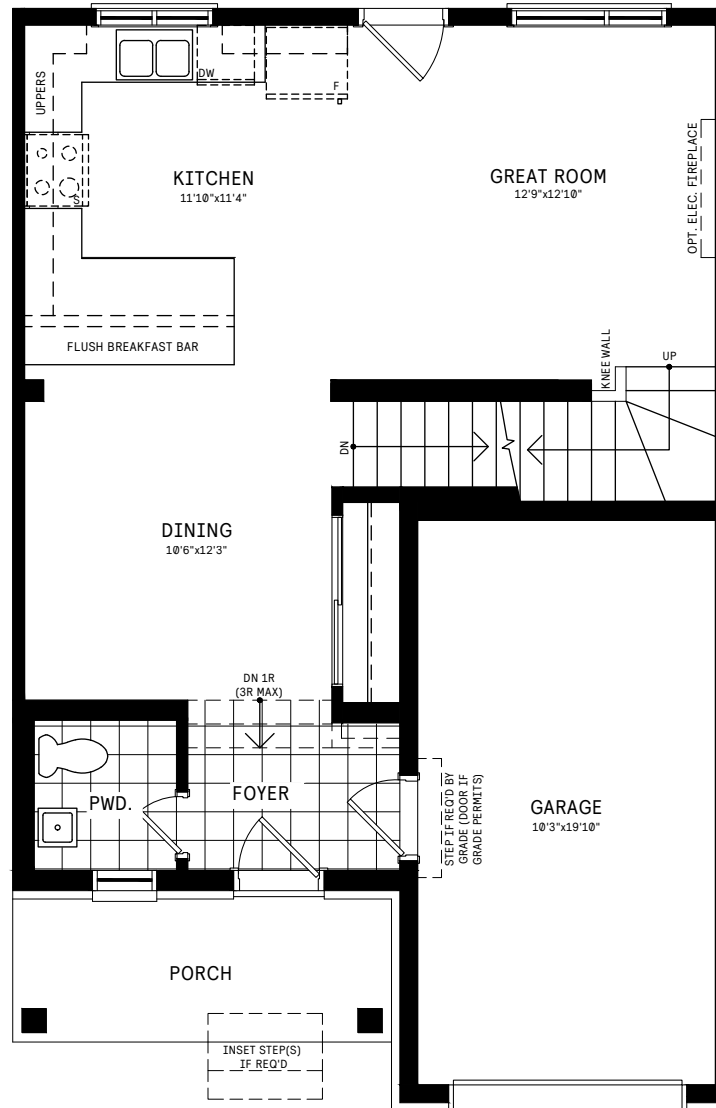 UPPERS
DW
F
S
KITCHEN
11'10"x11'4"
GREAT ROOM
12'9"x12'10"
OPT. ELEC. FIREPLACE
FLUSH BREAKFAST BAR
KNEE WALL
UP
DN
DINING
10'6"x12'3"
DN 1R
(3R MAX)
PWD.
FOYER
STEP IF REQ'D BY
GRADE (DOOR IF
GRADE PERMITS)
GARAGE
10'3"x19'10"
PORCH
INSET STEP(S)
IF REQ'D